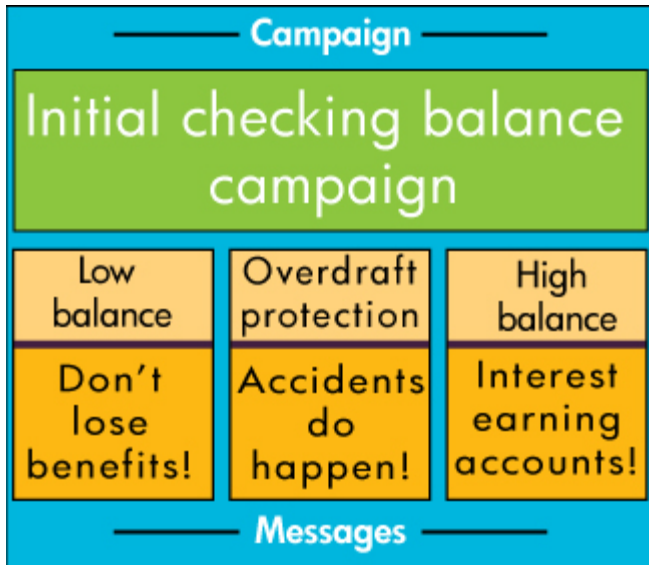 Campaign
Initial checking balance
campaign
Low
balance
Don't
lose
benefits!
Overdraft
protection
Accidents
do
happen!
High
balance
Interest
earning
accounts!
Messages